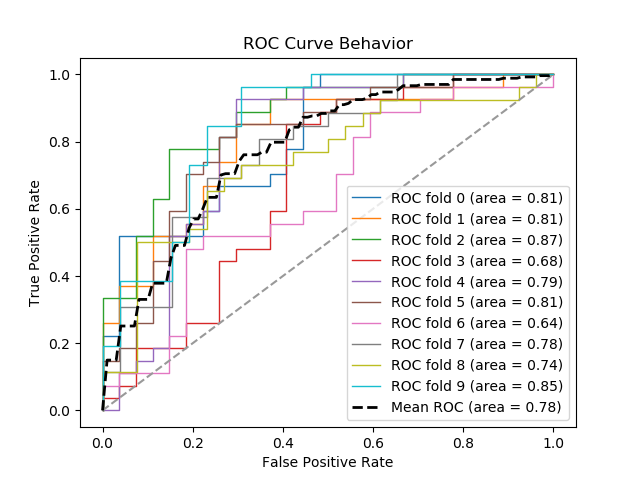 ROC Curve Behavior
True Positive Rate
1.0
0.8
0.6
0.4
0.2
0.0
ROC fold 0 (area = 0.81)
ROC fold 1 (area = 0.81)
ROC fold 2 (area = 0.87)
ROC fold 3 (area = 0.68)
ROC fold 4 (area = 0.79)
ROC fold 5 (area = 0.81)
ROC fold 6 (area = 0.64)
ROC fold 7 (area = 0.78)
ROC fold 8 (area = 0.74)
ROC fold 9 (area = 0.85)
Mean ROC (area = 0.78)
0.0 0.2 0.4 0.6 0.8 1.0
False Positive Rate